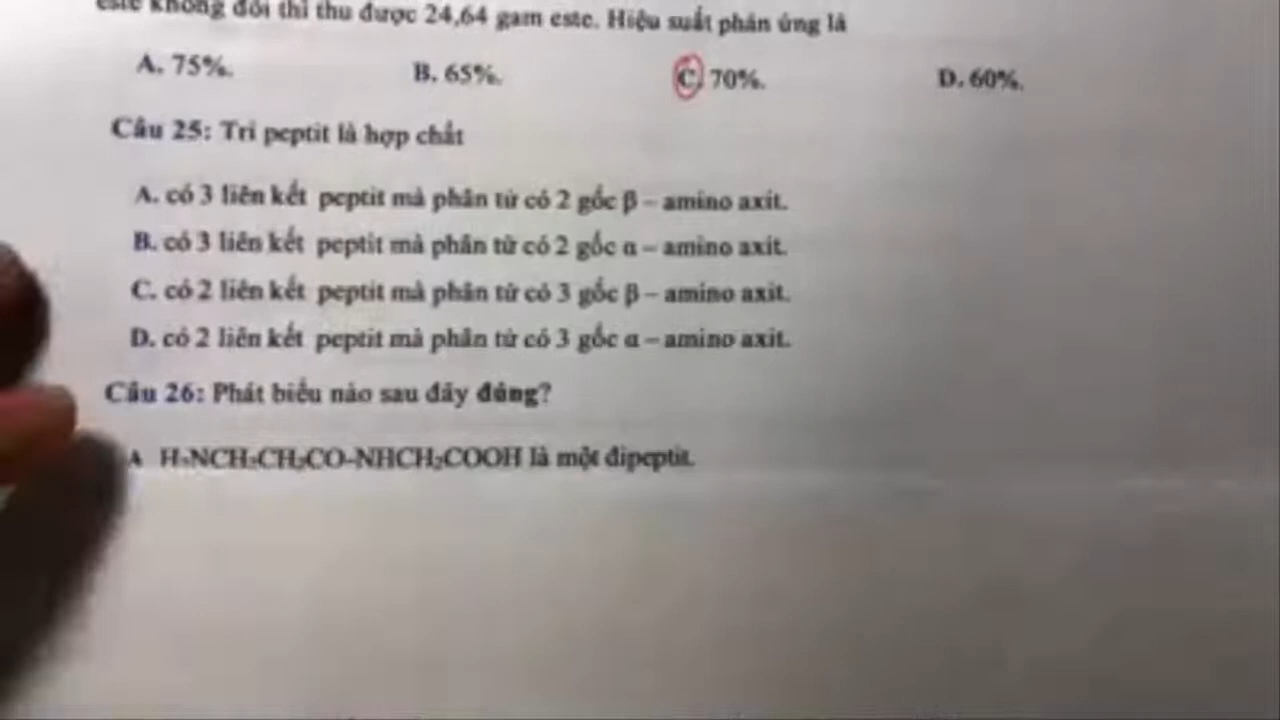 este không đổi thì thu được 24,64 gam este. Hiệu suất phản ứng là
A. 75%. B. 65%. C. 70%. D. 60%.
Câu 25: Tri peptit là hợp chất
A. có 3 liên kết peptit mà phân tử có 2 gốc β – amino axit.
B. có 3 liên kết peptit mà phân tử có 2 gốc α – amino axit.
C. có 2 liên kết peptit mà phân tử có 3 gốc β – amino axit.
D. có 2 liên kết peptit mà phân tử có 3 gốc α – amino axit.
Câu 26: Phát biểu nào sau đây đúng?
A H₂NCH₂CH₂CO-NHCH₂COOH là một đipeptit.